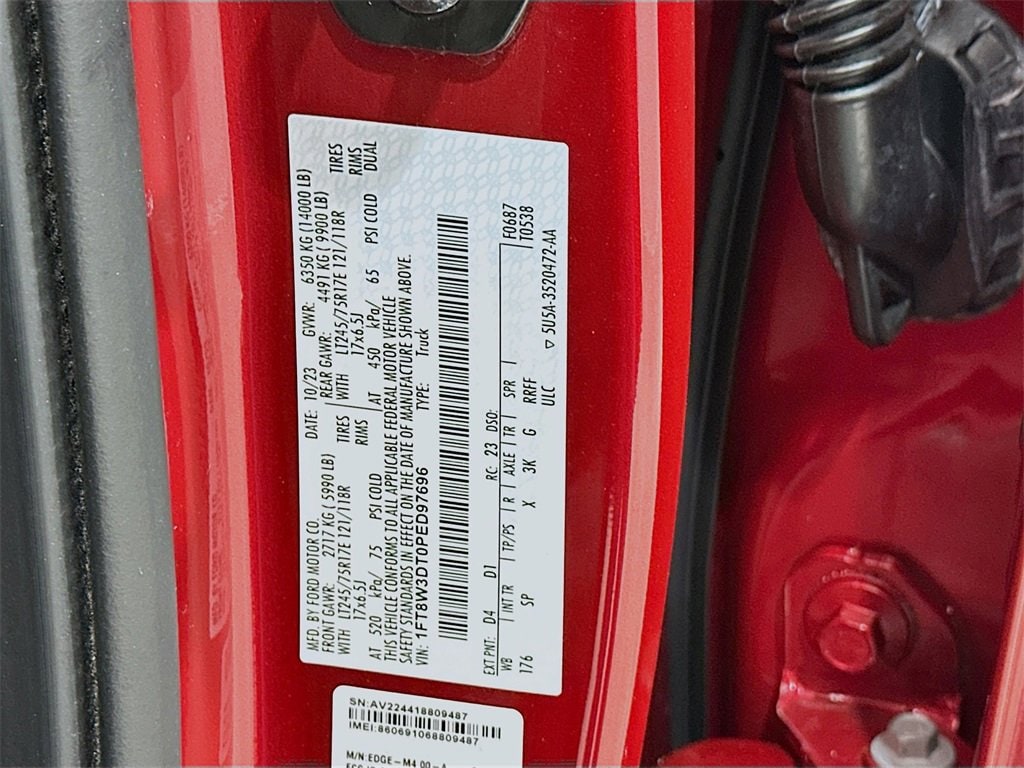 MFD. BY FORD MOTOR CO.
DATE: 10/23 GVWR: 6350 KG (14000 LB)
FRONT GAWR: 2717 KG ( 5990 LB) REAR GAWR: 4491 KG ( 9900 LB)
WITH LT245/75R17E 121/118R TIRES WITH LT245/75R17E 121/118R TIRES
17x6.5J RIMS 17x6.5J RIMS
AT 520 kPa/ 75 PSI COLD AT 450 kPa/ 65 PSI COLD DUAL
THIS VEHICLE CONFORMS TO ALL APPLICABLE FEDERAL MOTOR VEHICLE
SAFETY STANDARDS IN EFFECT ON THE DATE OF MANUFACTURE SHOWN ABOVE.
VIN: 1FT8W3DT0PED97696 TYPE: Truck
F0687
EXT PNT: D4 D1 RC: 23 DSO: T0538
WB INT TR TP/PS R AXLE TR SPR
176 SP X 3K G RRFF
ULC ▽ 5U5A-3520472-AA
SN:AV224418809487
IMEI:860691068809487
M/N:EDGE-M4 00-A